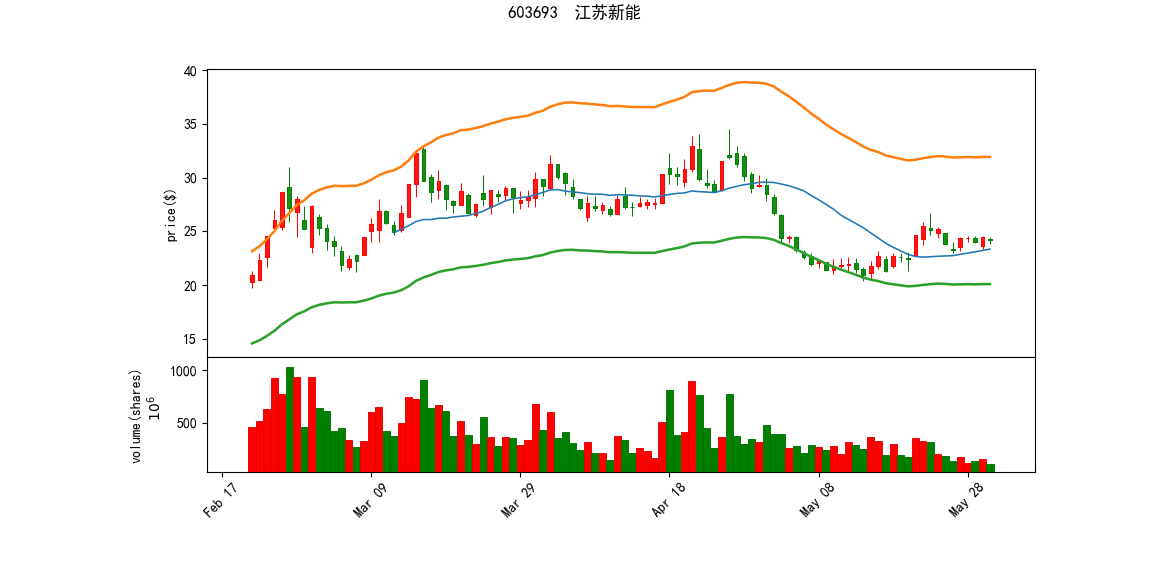 603693 江苏新能
40
35
30
25
20
15
price($)
1000
500
volume(shares)
10^6
Feb 17
Mar 09
Mar 29
Apr 18
May 08
May 28